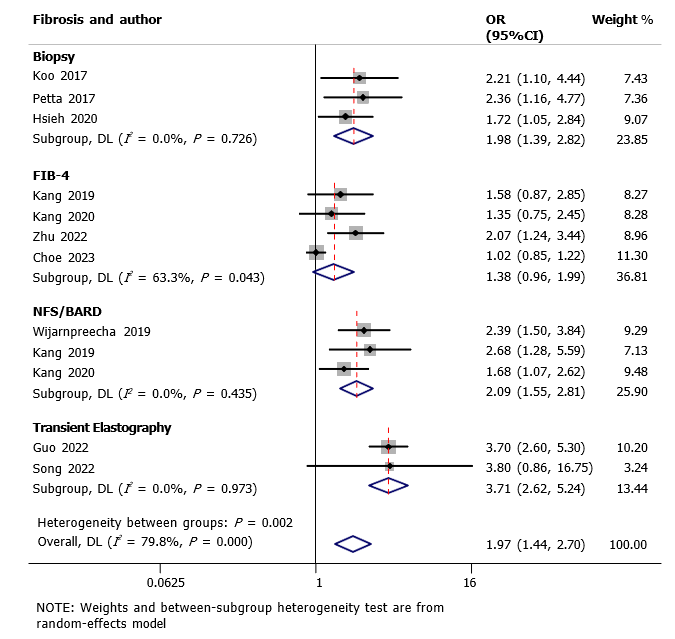 Fibrosis and author OR (95%CI) Weight %
Biopsy
Koo 2017 2.21 (1.10, 4.44) 7.43
Petta 2017 2.36 (1.16, 4.77) 7.36
Hsieh 2020 1.72 (1.05, 2.84) 9.07
Subgroup, DL (I² = 0.0%, P = 0.726) 1.98 (1.39, 2.82) 23.85
FIB-4
Kang 2019 1.58 (0.87, 2.85) 8.27
Kang 2020 1.35 (0.75, 2.45) 8.28
Zhu 2022 2.07 (1.24, 3.44) 8.96
Choe 2023 1.02 (0.85, 1.22) 11.30
Subgroup, DL (I² = 63.3%, P = 0.043) 1.38 (0.96, 1.99) 36.81
NFS/BARD
Wijarnpreecha 2019 2.39 (1.50, 3.84) 9.29
Kang 2019 2.68 (1.28, 5.59) 7.13
Kang 2020 1.68 (1.07, 2.62) 9.48
Subgroup, DL (I² = 0.0%, P = 0.435) 2.09 (1.55, 2.81) 25.90
Transient Elastography
Guo 2022 3.70 (2.60, 5.30) 10.20
Song 2022 3.80 (0.86, 16.75) 3.24
Subgroup, DL (I² = 0.0%, P = 0.973) 3.71 (2.62, 5.24) 13.44
Heterogeneity between groups: P = 0.002
Overall, DL (I² = 79.8%, P = 0.000) 1.97 (1.44, 2.70) 100.00
0.0625 1 16
NOTE: Weights and between-subgroup heterogeneity test are from
random-effects model